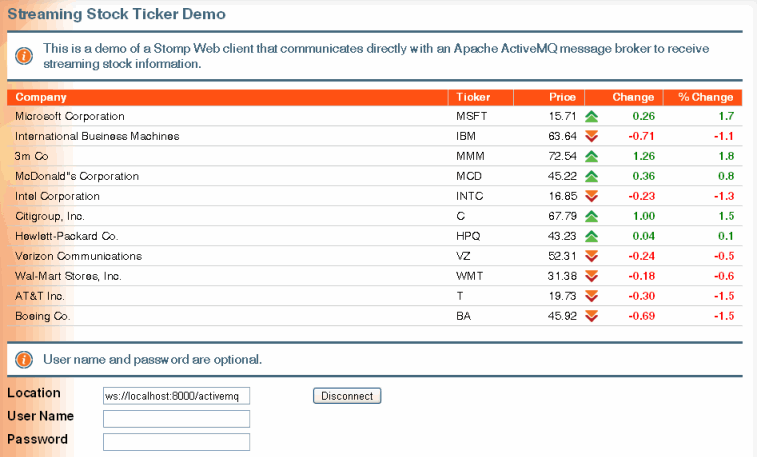 Streaming Stock Ticker Demo
This is a demo of a Stomp Web client that communicates directly with an Apache ActiveMQ message broker to receive
streaming stock information.
Company Ticker Price Change % Change
Microsoft Corporation MSFT 15.71 0.26 1.7
International Business Machines IBM 63.64 -0.71 -1.1
3m Co MMM 72.54 1.26 1.8
McDonald"s Corporation MCD 45.22 0.36 0.8
Intel Corporation INTC 16.85 -0.23 -1.3
Citigroup, Inc. C 67.79 1.00 1.5
Hewlett-Packard Co. HPQ 43.23 0.04 0.1
Verizon Communications VZ 52.31 -0.24 -0.5
Wal-Mart Stores, Inc. WMT 31.38 -0.18 -0.6
AT&T Inc. T 19.73 -0.30 -1.5
Boeing Co. BA 45.92 -0.69 -1.5
User name and password are optional.
Location ws://localhost:8000/activemq Disconnect
User Name
Password